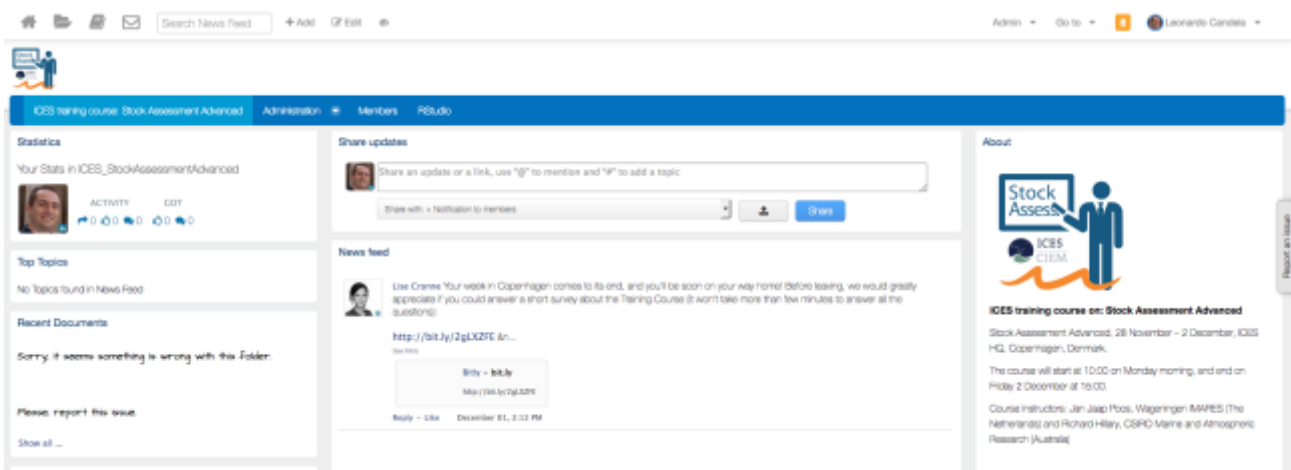 Search News Feed
+ Add
Edit
Admin
Go to
Leonardo Candela
ICES training course: Stock Assessment Advanced
Administration
Members
RStudio
Statistics
Your Stats in ICES_StockAssessmentAdvanced
ACTIVITY GOT
0 0 0 0 0
Top Topics
No Topics found in News Feed
Recent Documents
Sorry, it seems something is wrong with this folder.
Please, report this issue.
Show all ...
Share updates
Share an update or a link, use "@" to mention and "#" to add a topic
Share with: + Notification to members
Share
News feed
Lise Cronne Your week in Copenhagen comes to its end, and you'll be soon on your way home! Before leaving, we would greatly
appreciate if you could answer a short survey about the Training Course (it won't take more than few minutes to answer all the
questions):
http://bit.ly/2gLXZFE &n...
See More
Bitly - bit.ly
http://bit.ly/2gLXZFE
Reply - Like December 01, 2:12 PM
About
Stock
Assess
ICES
CIEM
ICES training course on: Stock Assessment Advanced
Stock Assessment Advanced, 28 November – 2 December, ICES
HQ, Copenhagen, Denmark.
The course will start at 10:00 on Monday morning, and end on
Friday 2 December at 16:00.
Course instructors: Jan Jaap Poos, Wageningen IMARES (The
Netherlands) and Richard Hillary, CSIRO Marine and Atmospheric
Research (Australia)
Report an issue